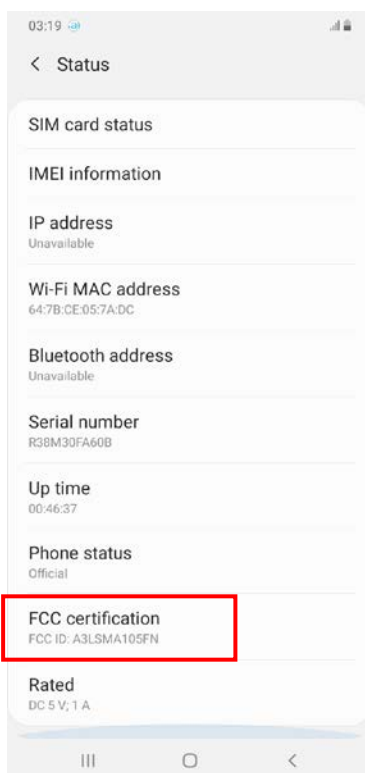 03:19
Status
SIM card status
IMEI information
IP address
Unavailable
Wi-Fi MAC address
64:7B:CE:05:7A:DC
Bluetooth address
Unavailable
Serial number
R38M30FA60B
Up time
00:46:37
Phone status
Official
FCC certification
FCC ID: A3LSMA105FN
Rated
DC 5 V; 1 A